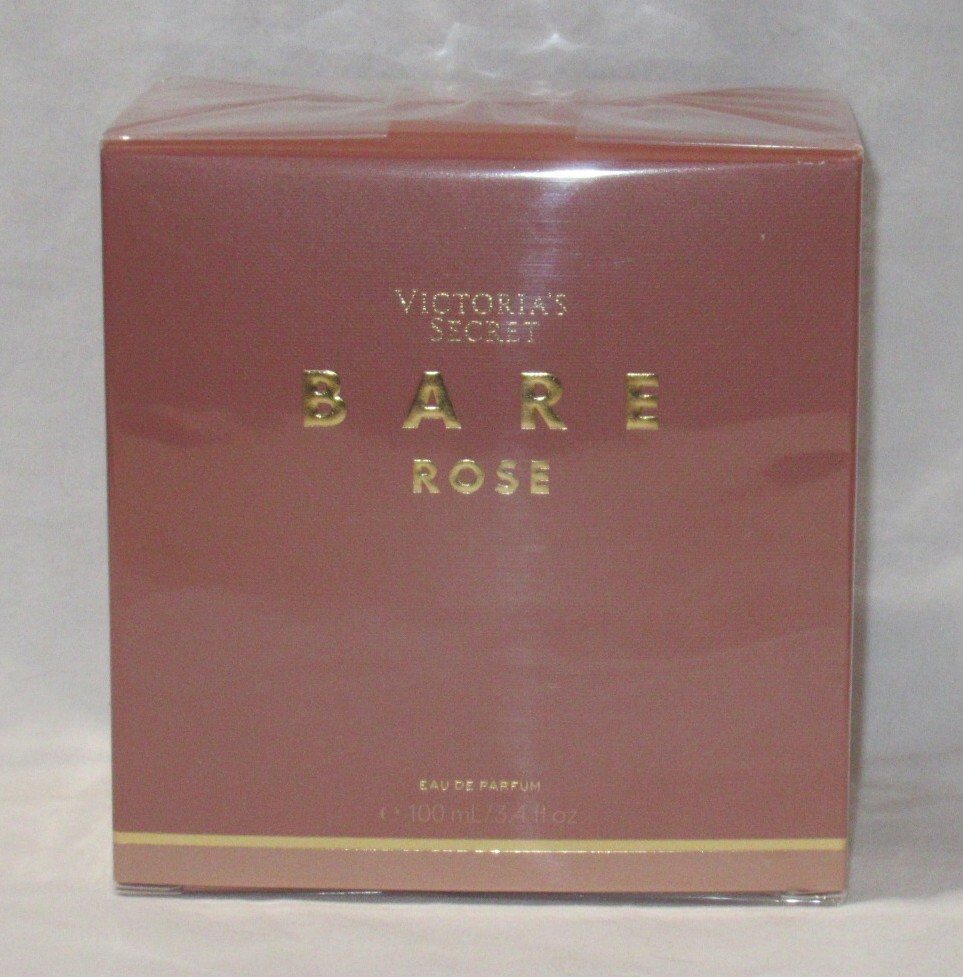 VICTORIA'S
SECRET
BARE
ROSE
EAU DE PARFUM
℮ 100 mL/3.4 fl oz